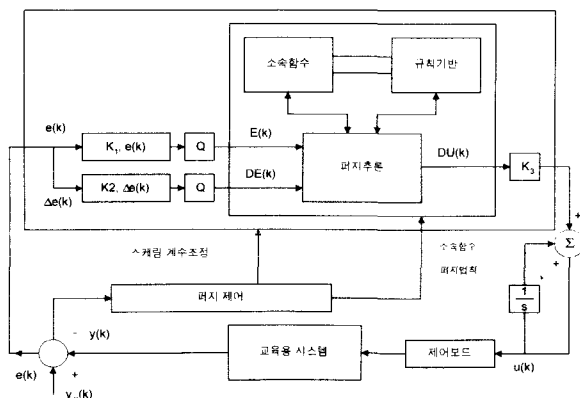 소속함수
규칙기반
e(k)
K₁, e(k)
Q
E(k)
퍼지추론
DU(k)
K₃
Δe(k)
K2, Δe(k)
Q
DE(k)
+
Σ
+
스케링 계수조정
소속함수
퍼지법칙
퍼지 제어
1/s
- y(k)
교육용 시스템
제어보드
u(k)
e(k)
+